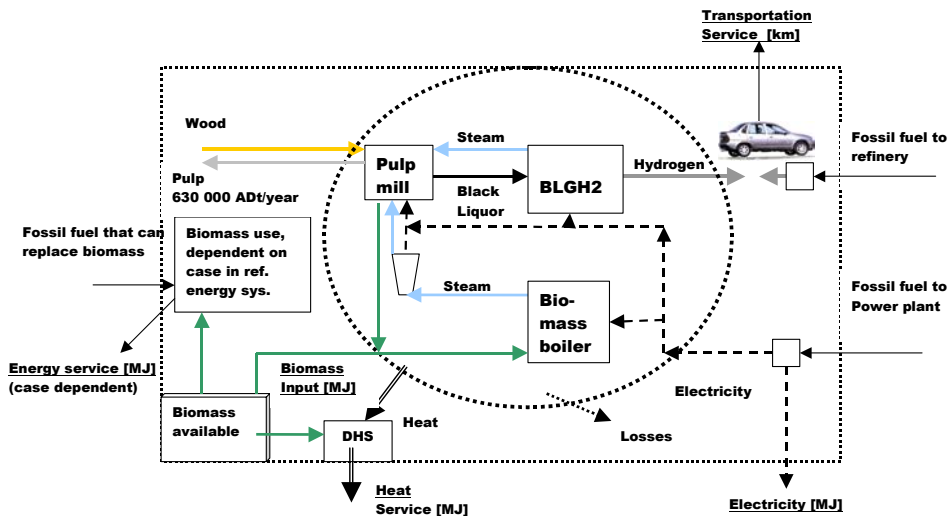 Transportation
Service [km]
Wood
Steam
Fossil fuel to
refinery
Pulp
mill
Hydrogen
BLGH2
Pulp
630 000 ADt/year
Black
Liquor
Fossil fuel that can
replace biomass
Biomass use,
dependent on
case in ref.
energy sys.
Steam
Bio-
mass
boiler
Fossil fuel to
Power plant
Energy service [MJ]
(case dependent)
Biomass
Input [MJ]
Electricity
Biomass
available
Heat
DHS
Losses
Heat
Service [MJ]
Electricity [MJ]